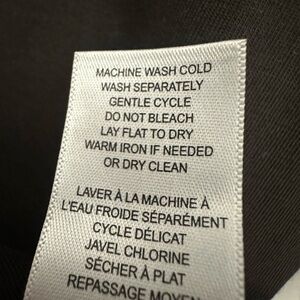 MACHINE WASH COLD
WASH SEPARATELY
GENTLE CYCLE
DO NOT BLEACH
LAY FLAT TO DRY
WARM IRON IF NEEDED
OR DRY CLEAN
LAVER À LA MACHINE À
L'EAU FROIDE SÉPARÉMENT
CYCLE DÉLICAT
JAVEL CHLORINE
SÉCHER À PLAT
REPASSAGE MOYEN